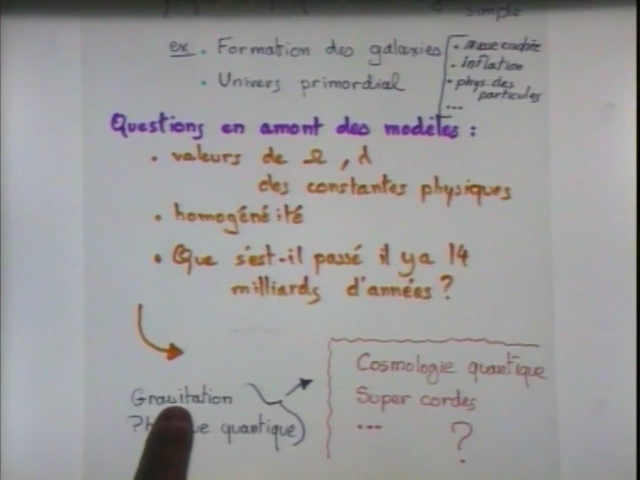 simple
ex. Formation des galaxies
• masse cachée
• inflation
• phys. des particules
...
• Univers primordial
Questions en amont des modèles :
• valeurs de Ω, λ
des constantes physiques
• homogénéité
• Que s'est-il passé il y a 14
milliards d'années ?
Gravitation
quantique
Cosmologie quantique
Super cordes
...
?